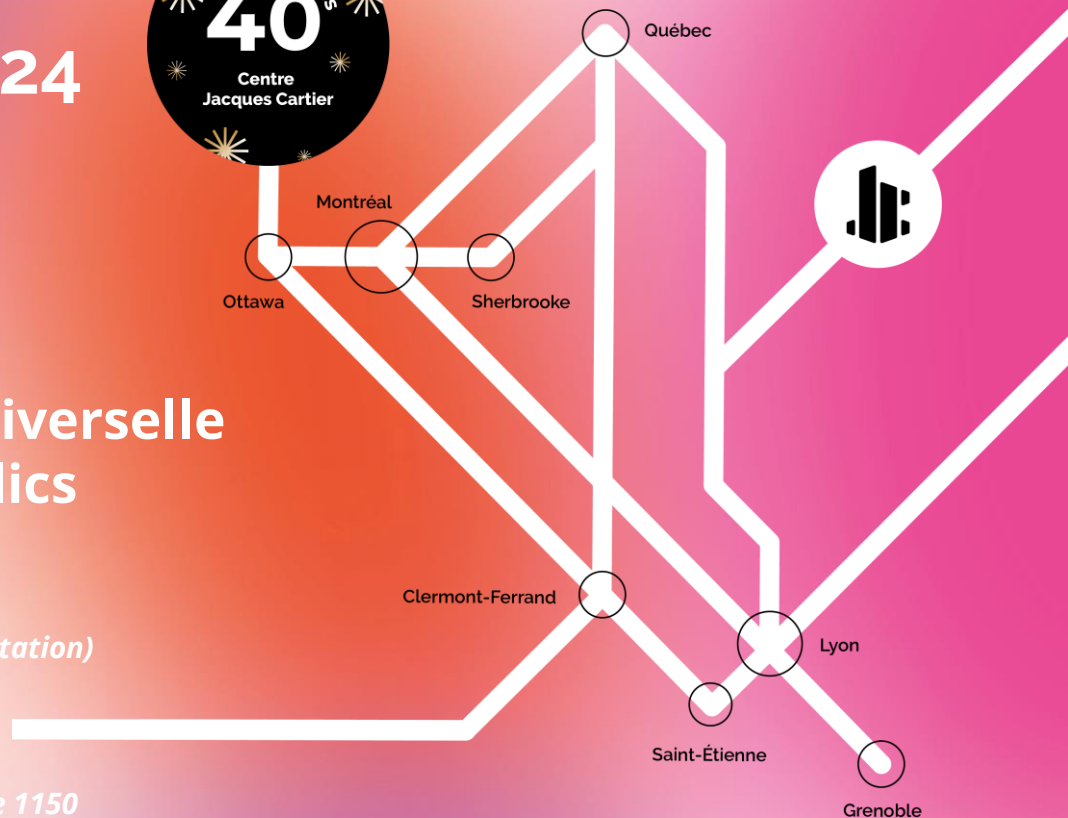 40
s
Centre
Jacques Cartier
24
Québec
Montréal
Ottawa
Sherbrooke
iverselle
lics
Clermont-Ferrand
tation)
Lyon
Saint-Étienne
e 1150
Grenoble